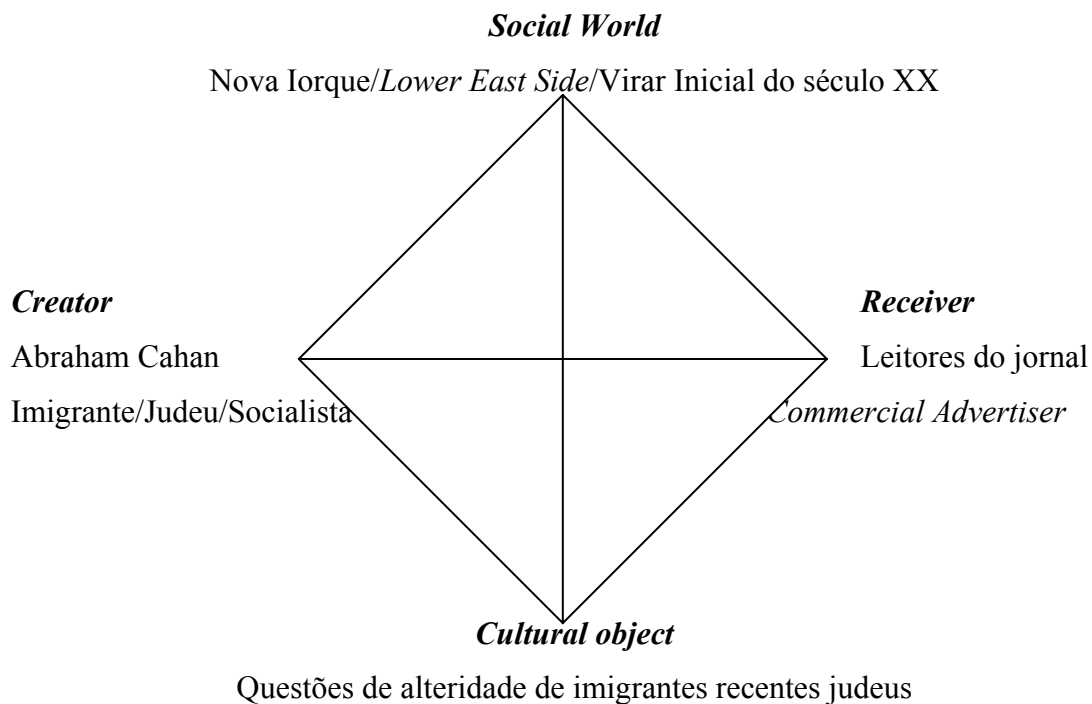 Social World
Nova Iorque/Lower East Side/Virar Inicial do século XX
Creator
Abraham Cahan
Imigrante/Judeu/Socialista
Receiver
Leitores do jornal
Commercial Advertiser
Cultural object
Questões de alteridade de imigrantes recentes judeus